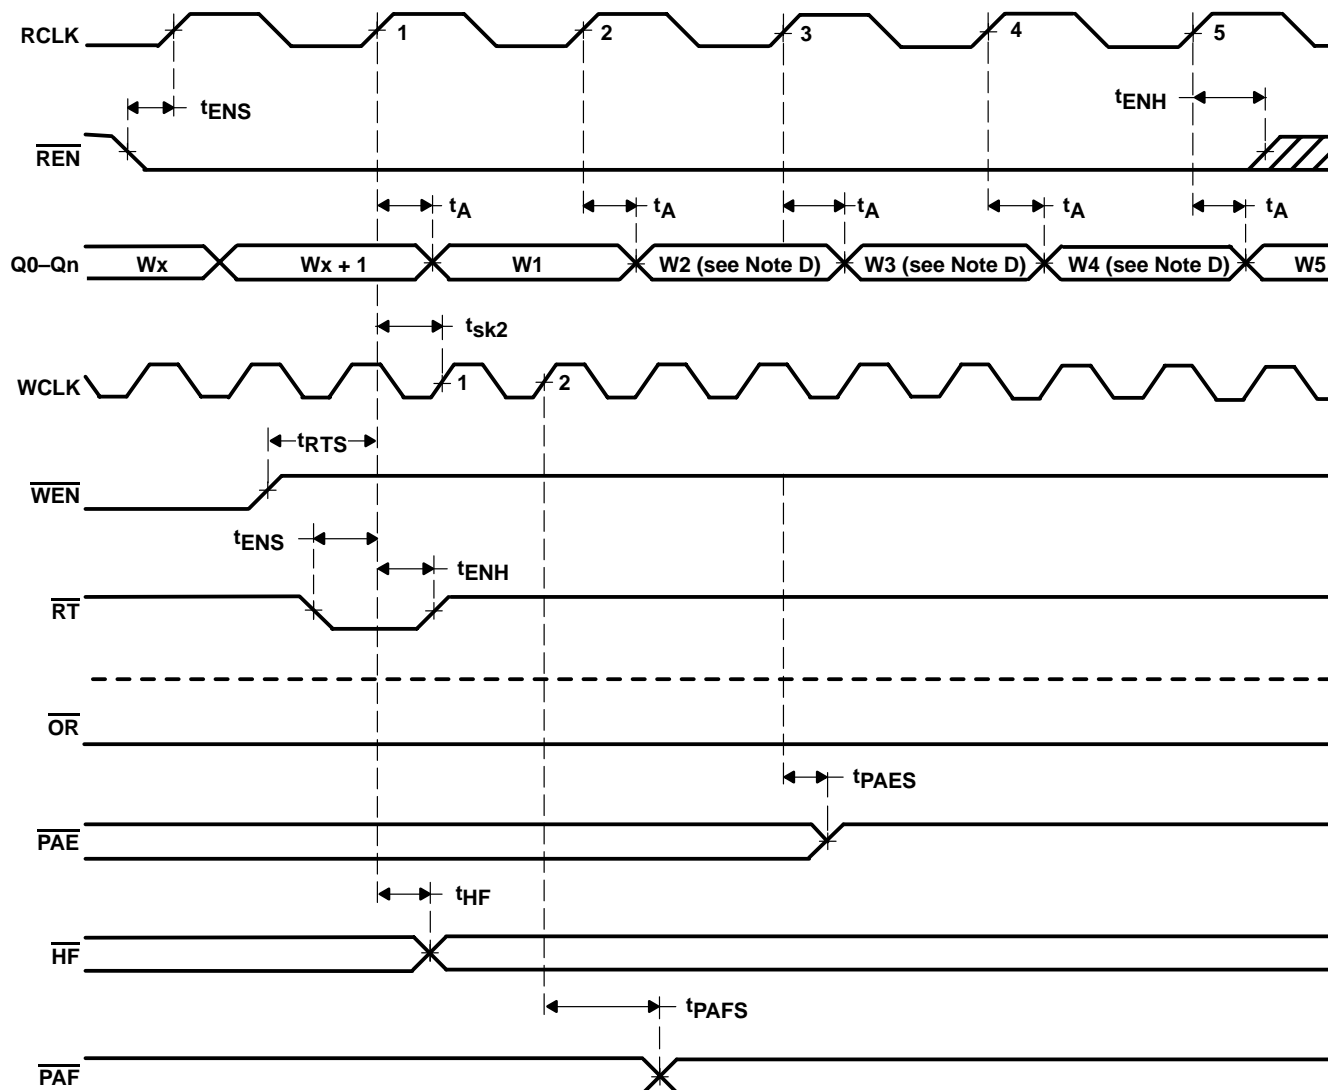 RCLK 1 2 3 4 5
tENS tENH
REN
tA tA tA tA tA
Q0–Qn Wx Wx + 1 W1 W2 (see Note D) W3 (see Note D) W4 (see Note D) W5
tsk2
WCLK 1 2
tRTS
WEN
tENS
tENH
RT
OR
tPAES
PAE
tHF
HF
tPAFS
PAF